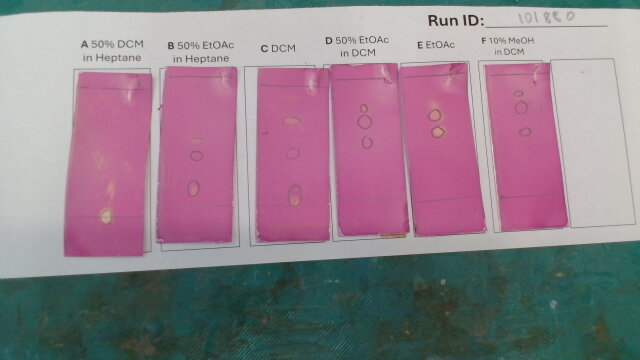 Run ID: 101880
A 50% DCM
in Heptane
B 50% EtOAc
in Heptane
C DCM
D 50% EtOAc
in DCM
E EtOAc
F 10% MeOH
in DCM